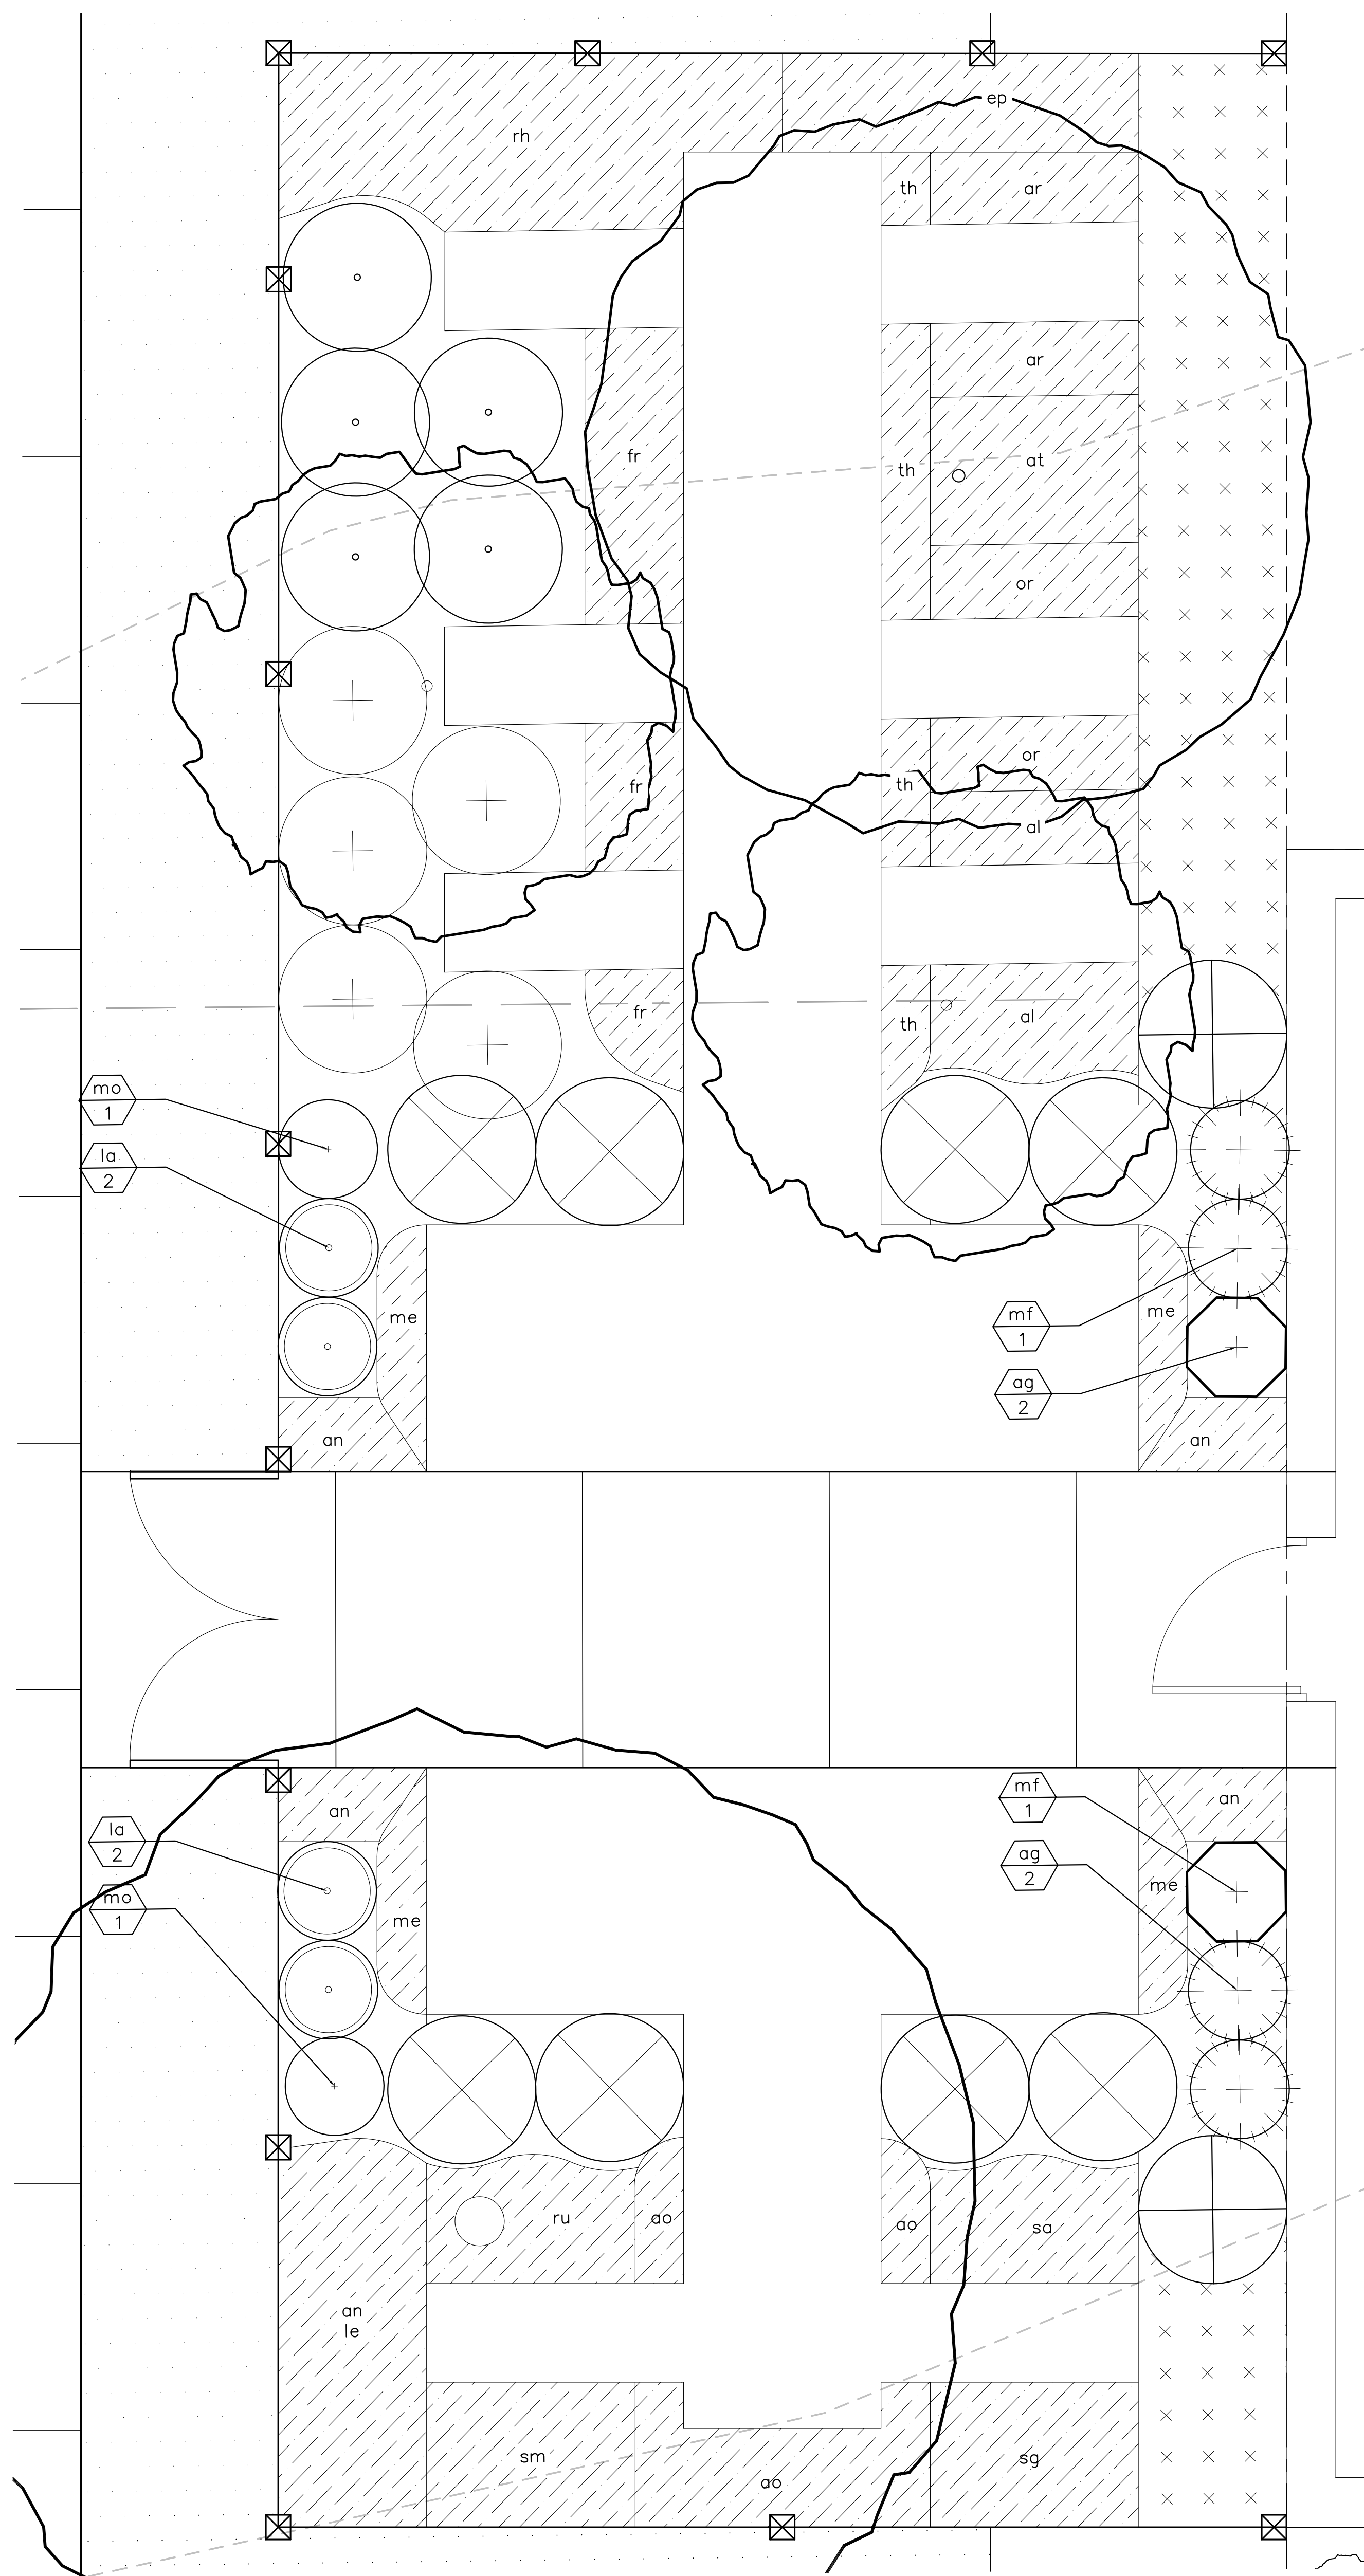 ep
rh
th
ar
ar
fr
at
th
or
or
th
fr
al
fr
al
th
mo
1
la
2
me
me
mf
1
ag
2
an
an
mf
1
an
an
la
2
ag
2
me
mo
1
me
ru
ao
ao
sa
an
le
sm
sg
ao